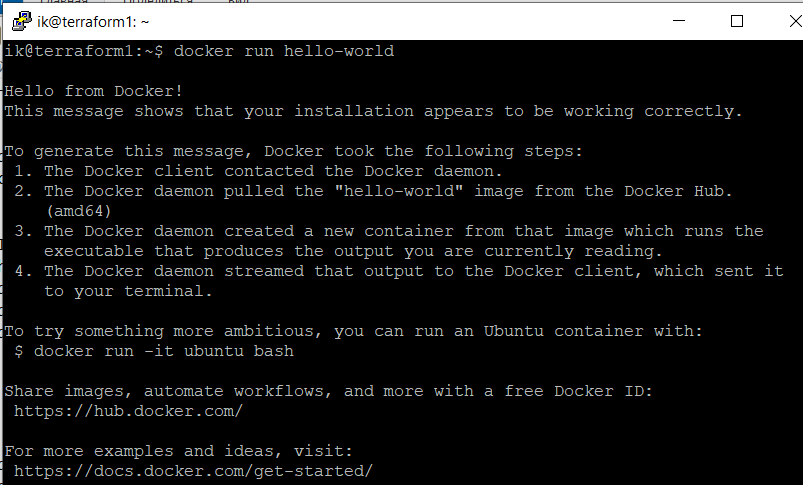 ik@terraform1: ~
ik@terraform1:~$ docker run hello-world
Hello from Docker!
This message shows that your installation appears to be working correctly.
To generate this message, Docker took the following steps:
1. The Docker client contacted the Docker daemon.
2. The Docker daemon pulled the "hello-world" image from the Docker Hub.
(amd64)
3. The Docker daemon created a new container from that image which runs the
executable that produces the output you are currently reading.
4. The Docker daemon streamed that output to the Docker client, which sent it
to your terminal.
To try something more ambitious, you can run an Ubuntu container with:
$ docker run -it ubuntu bash
Share images, automate workflows, and more with a free Docker ID:
https://hub.docker.com/
For more examples and ideas, visit:
https://docs.docker.com/get-started/